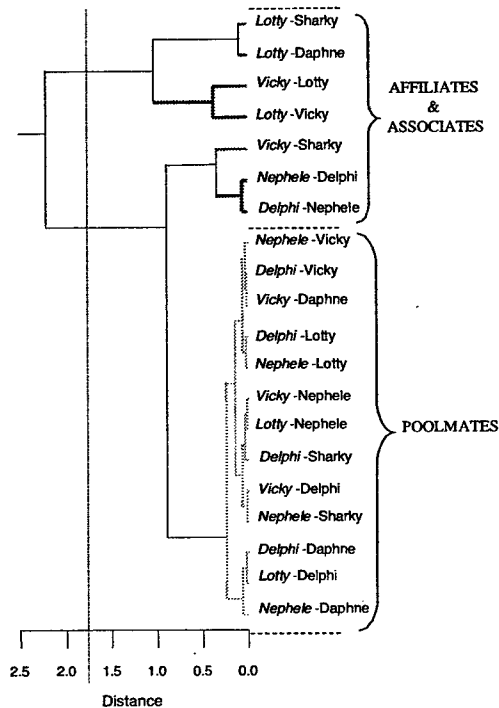 Lotty-Sharky
Lotty-Daphne
Vicky-Lotty
Lotty-Vicky
Vicky-Sharky
Nephele-Delphi
Delphi-Nephele
AFFILIATES
&
ASSOCIATES
Nephele-Vicky
Delphi-Vicky
Vicky-Daphne
Delphi-Lotty
Nephele-Lotty
Vicky-Nephele
Lotty-Nephele
Delphi-Sharky
Vicky-Delphi
Nephele-Sharky
Delphi-Daphne
Lotty-Delphi
Nephele-Daphne
POOLMATES
2.5 2.0 1.5 1.0 0.5 0.0
Distance